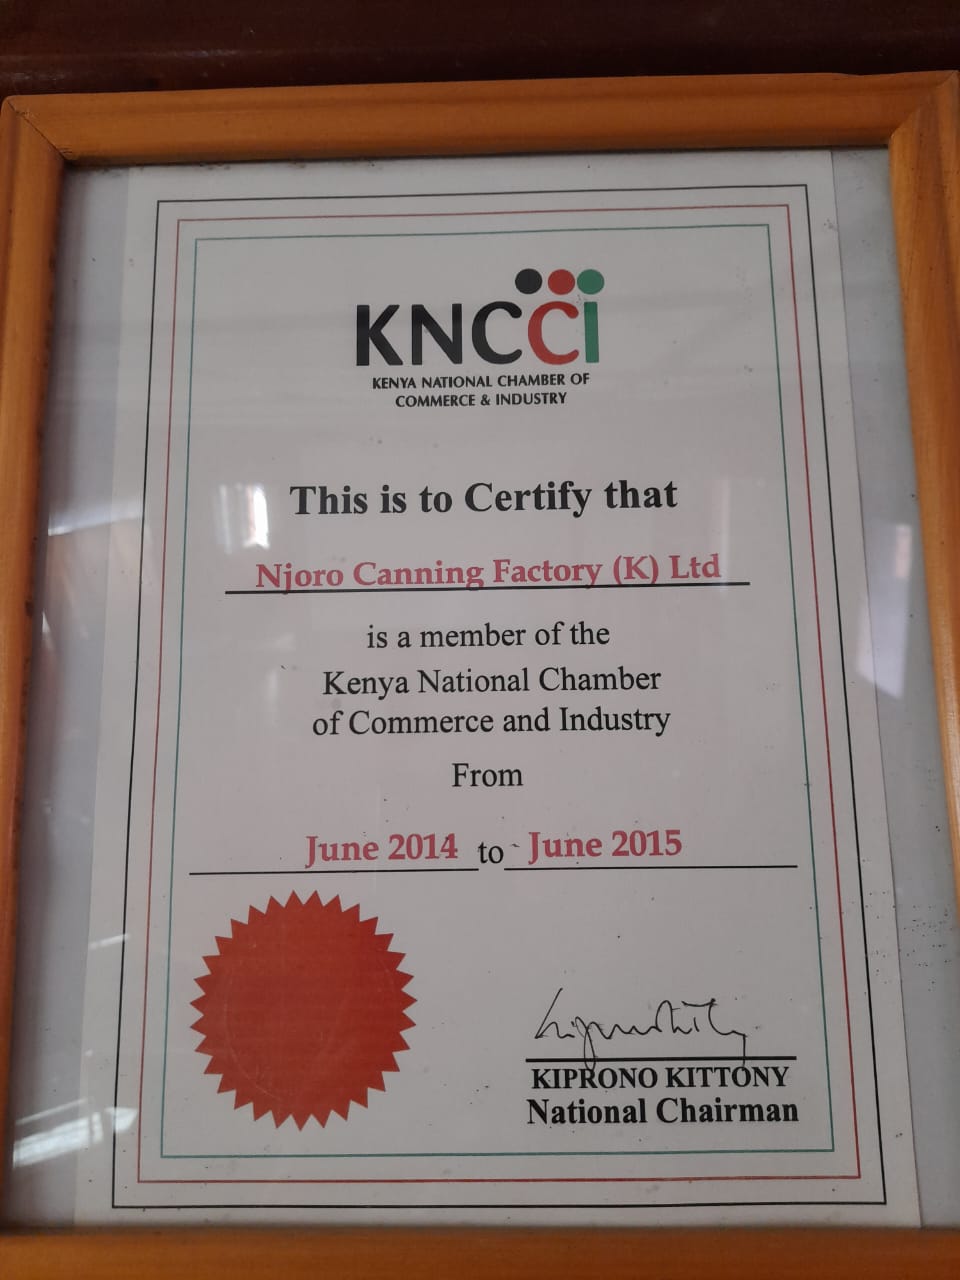 KNCCI
KENYA NATIONAL CHAMBER OF
COMMERCE & INDUSTRY
This is to Certify that
Njoro Canning Factory (K) Ltd
is a member of the
Kenya National Chamber
of Commerce and Industry
From
June 2014 to June 2015
KIPRONO KITTONY
National Chairman